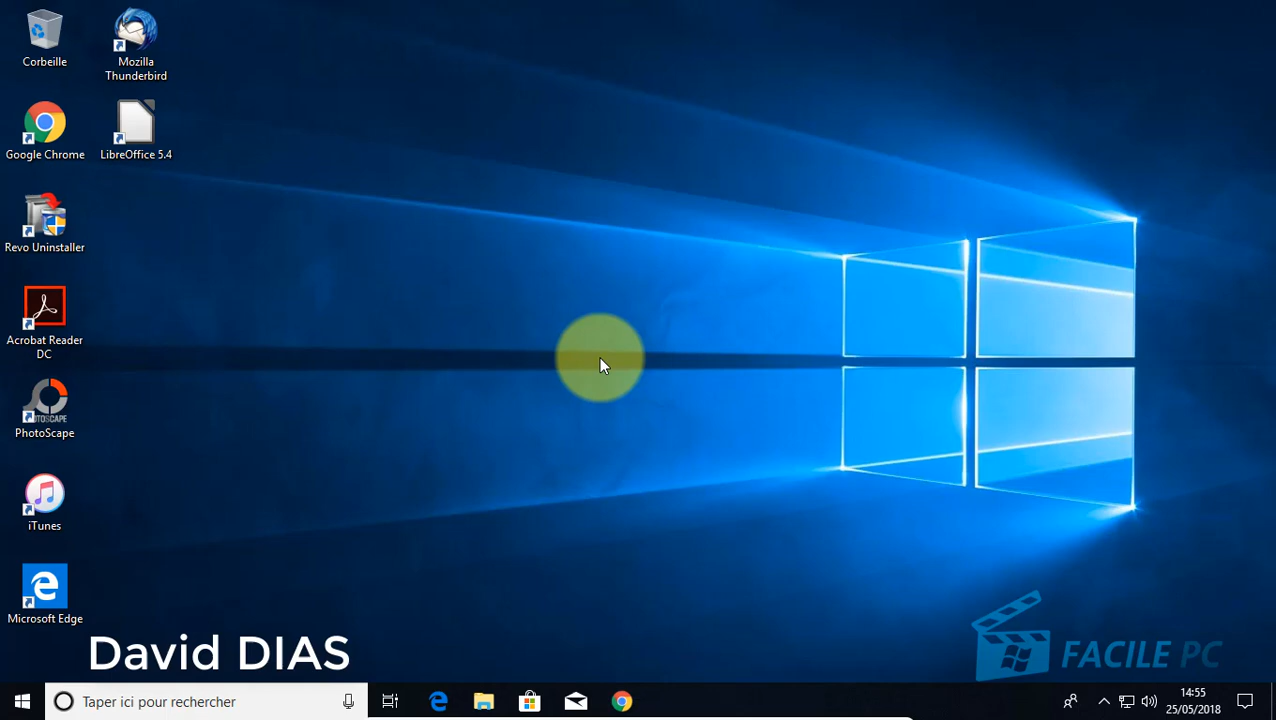 Corbeille
Mozilla
Thunderbird
Google Chrome
LibreOffice 5.4
Revo Uninstaller
Acrobat Reader
DC
PHOTOSCAPE
PhotoScape
iTunes
Microsoft Edge
David DIAS
FACILE PC
Taper ici pour rechercher
14:55
25/05/2018